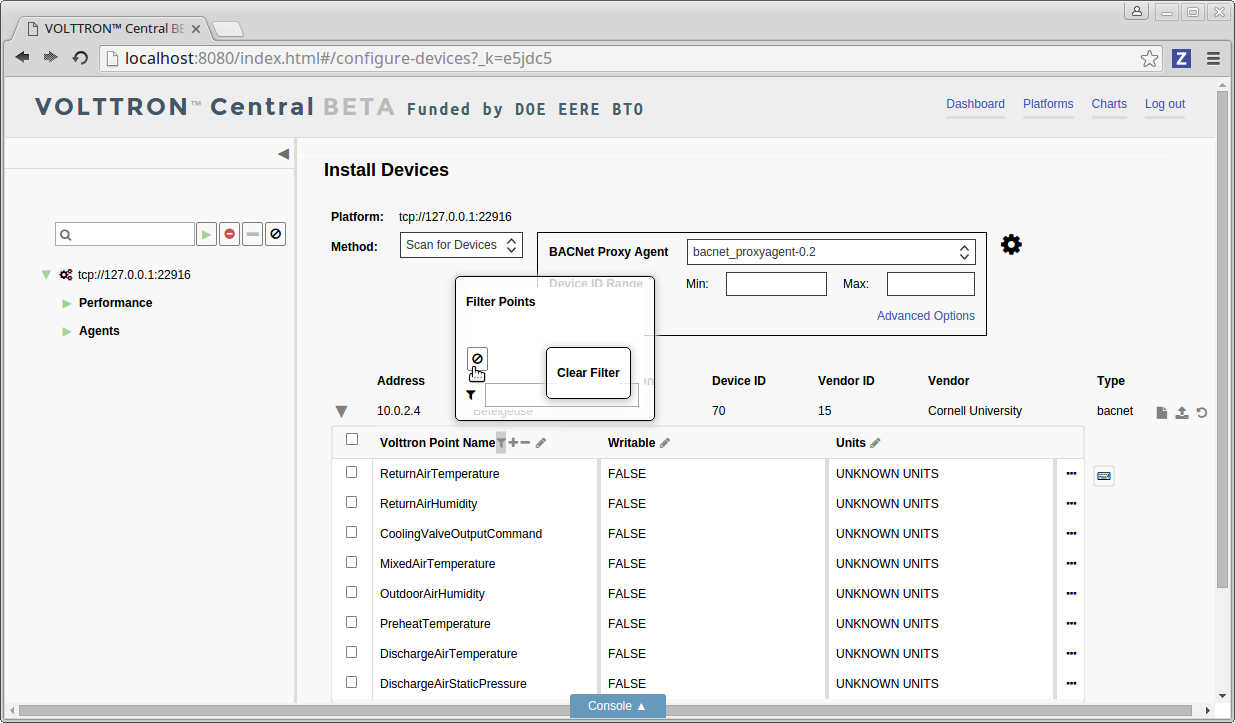 VOLTTRON™ Central BE
localhost:8080/index.html#/configure-devices?_k=e5jdc5
Z
VOLTTRON™ Central BETA Funded by DOE EERE BTO
Dashboard Platforms Charts Log out
Install Devices
Platform: tcp://127.0.0.1:22916
Method: Scan for Devices
BACNet Proxy Agent bacnet_proxyagent-0.2
Device ID Range Min: Max:
Advanced Options
tcp://127.0.0.1:22916
Performance
Agents
Filter Points
Clear Filter
Address Device ID Vendor ID Vendor Type
10.0.2.4 Betelgeuse 70 15 Cornell University bacnet
Volttron Point Name Writable Units
ReturnAirTemperature FALSE UNKNOWN UNITS
ReturnAirHumidity FALSE UNKNOWN UNITS
CoolingValveOutputCommand FALSE UNKNOWN UNITS
MixedAirTemperature FALSE UNKNOWN UNITS
OutdoorAirHumidity FALSE UNKNOWN UNITS
PreheatTemperature FALSE UNKNOWN UNITS
DischargeAirTemperature FALSE UNKNOWN UNITS
DischargeAirStaticPressure FALSE UNKNOWN UNITS
Console ▲